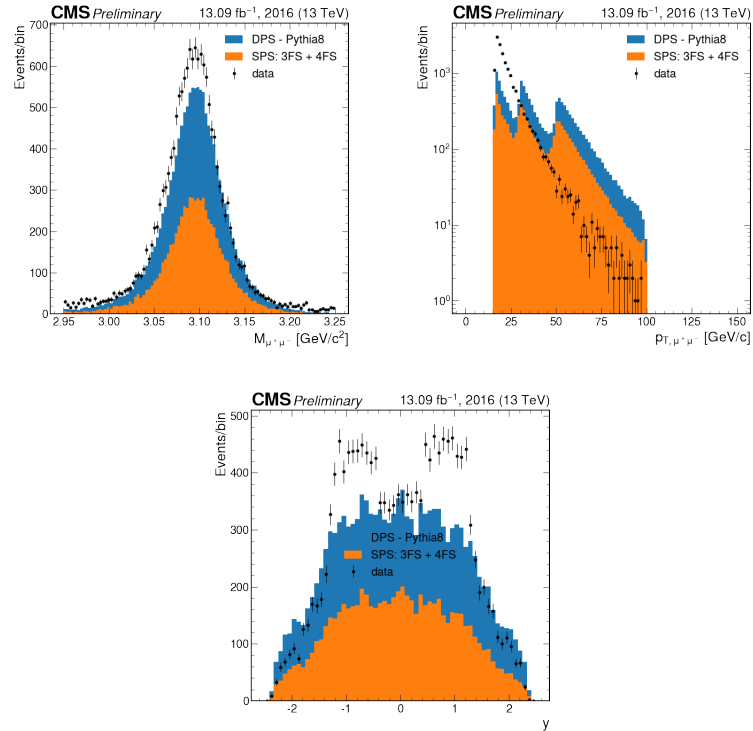 CMS Preliminary 13.09 fb⁻¹, 2016 (13 TeV)
Events/bin
700
600
500
400
300
200
100
0
DPS - Pythia8
SPS: 3FS + 4FS
data
2.95 3.00 3.05 3.10 3.15 3.20 3.25
M_{μ⁺μ⁻} [GeV/c²]
CMS Preliminary 13.09 fb⁻¹, 2016 (13 TeV)
Events/bin
10³
10²
10¹
10⁰
DPS - Pythia8
SPS: 3FS + 4FS
data
0 25 50 75 100 125 150
p_{T, μ⁺μ⁻} [GeV/c]
CMS Preliminary 13.09 fb⁻¹, 2016 (13 TeV)
Events/bin
500
400
300
200
100
0
DPS - Pythia8
SPS: 3FS + 4FS
data
-2 -1 0 1 2
y